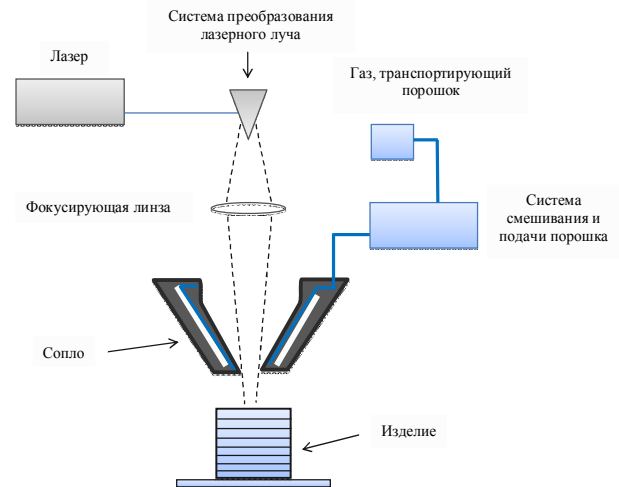 Система преобразования
лазерного луча
Лазер
Газ, транспортирующий
порошок
Фокусирующая линза
Система
смешивания и
подачи порошка
Сопло
Изделие